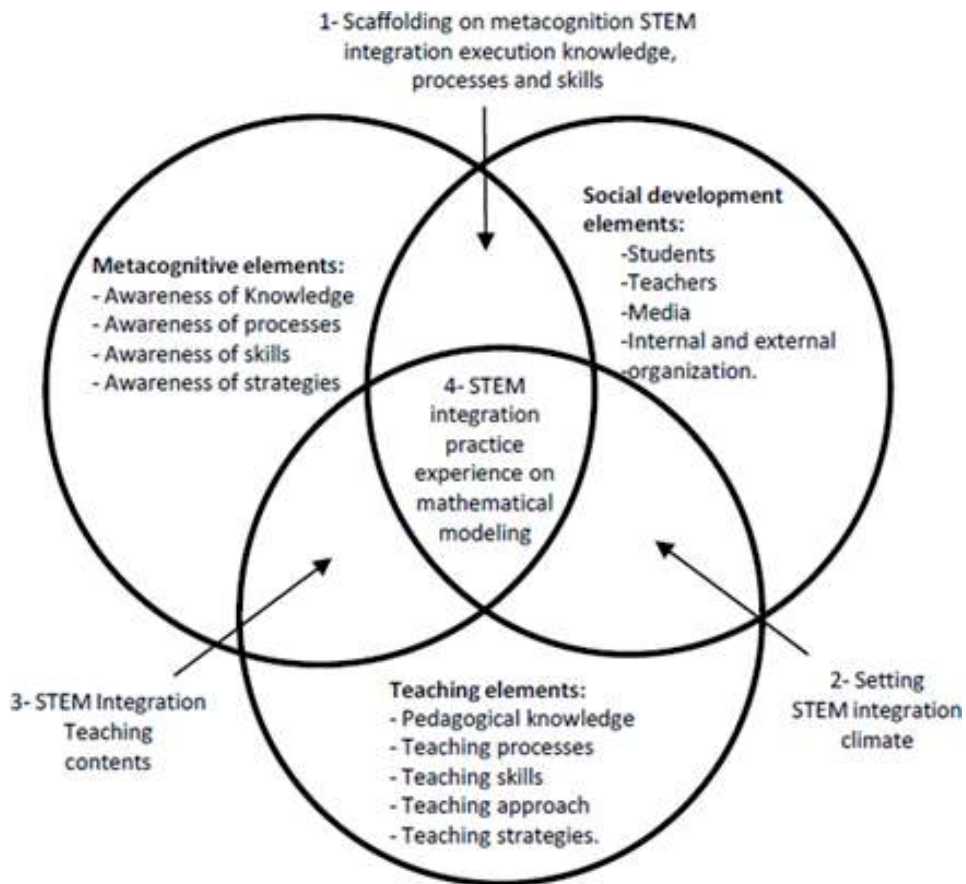 1- Scaffolding on metacognition STEM
integration execution knowledge,
processes and skills
Social development
elements:
-Students
-Teachers
-Media
-Internal and external
-organization.
Metacognitive elements:
- Awareness of Knowledge
- Awareness of processes
- Awareness of skills
- Awareness of strategies
4- STEM
integration
practice
experience on
mathematical
modeling
3- STEM Integration
Teaching
contents
Teaching elements:
- Pedagogical knowledge
- Teaching processes
- Teaching skills
- Teaching approach
- Teaching strategies.
2- Setting
STEM integration
climate